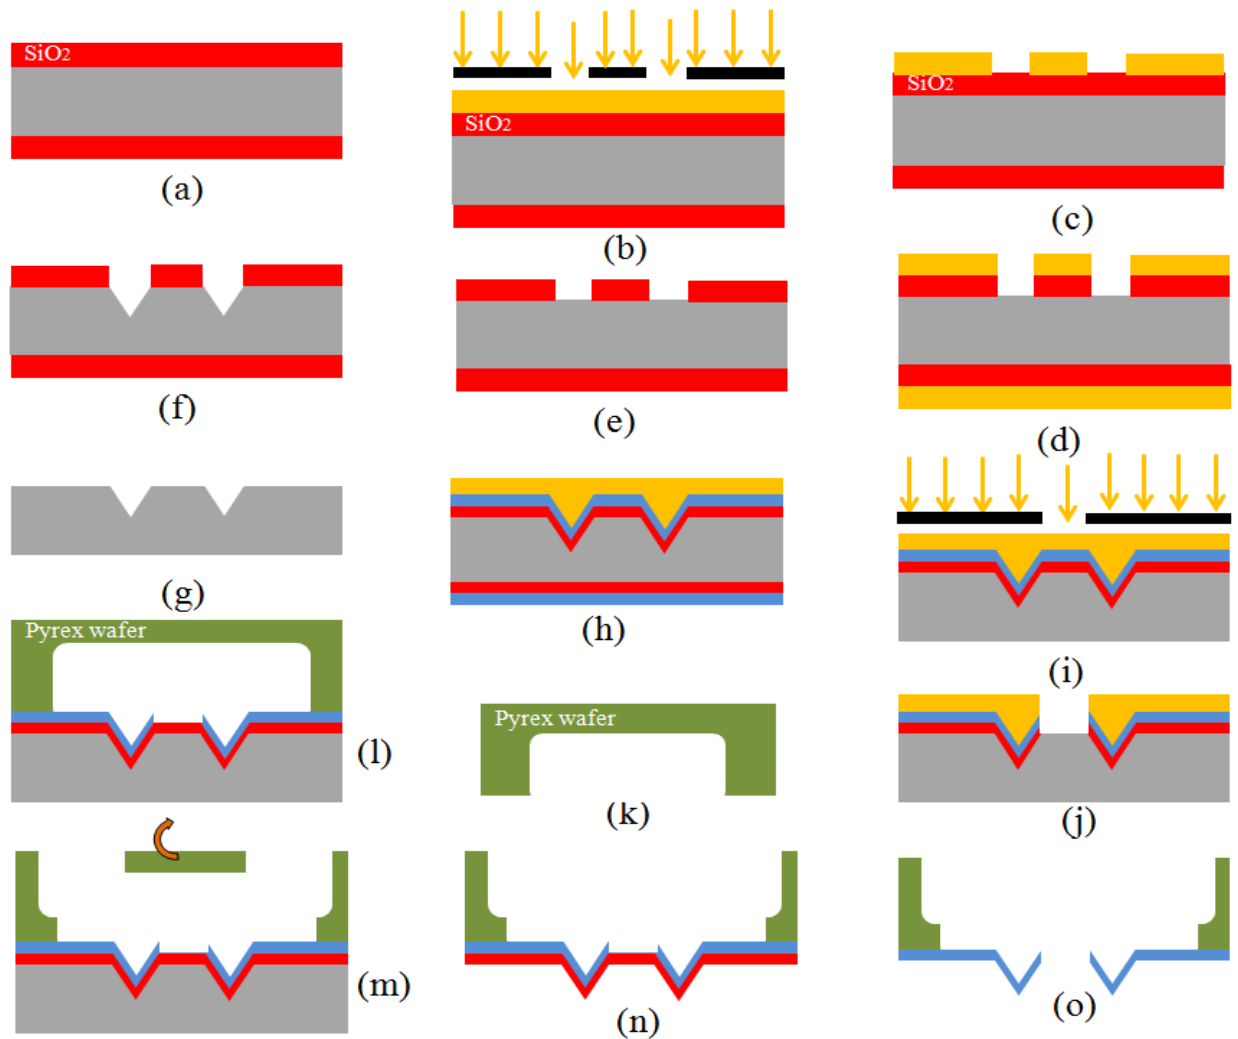 SiO2
(a)
SiO2
(b)
SiO2
(c)
(f)
(e)
(d)
(g)
(h)
(i)
Pyrex wafer
(l)
Pyrex wafer
(k)
(j)
(m)
(n)
(o)